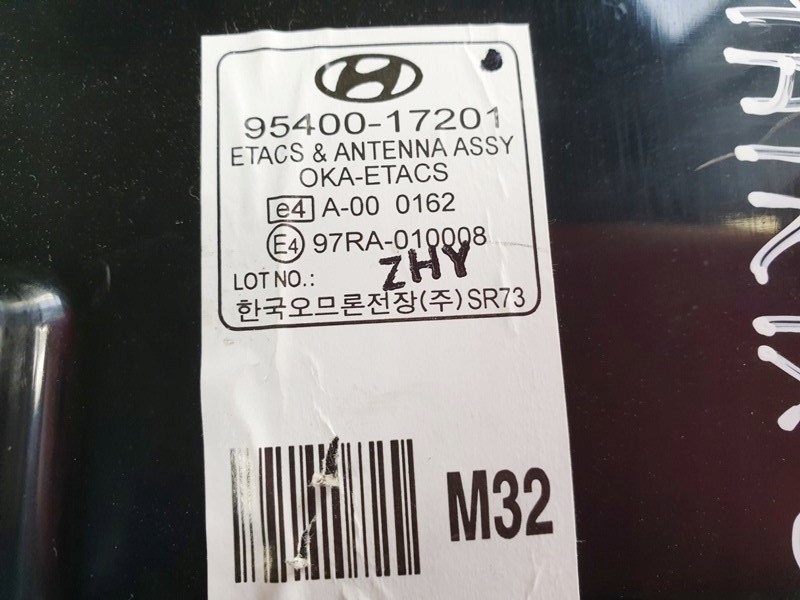 95400-17201
ETACS & ANTENNA ASSY
OKA-ETACS
e4 A-00 0162
E4 97RA-010008
LOT NO.: ZHY
한국오므론전장(주) SR73
M32